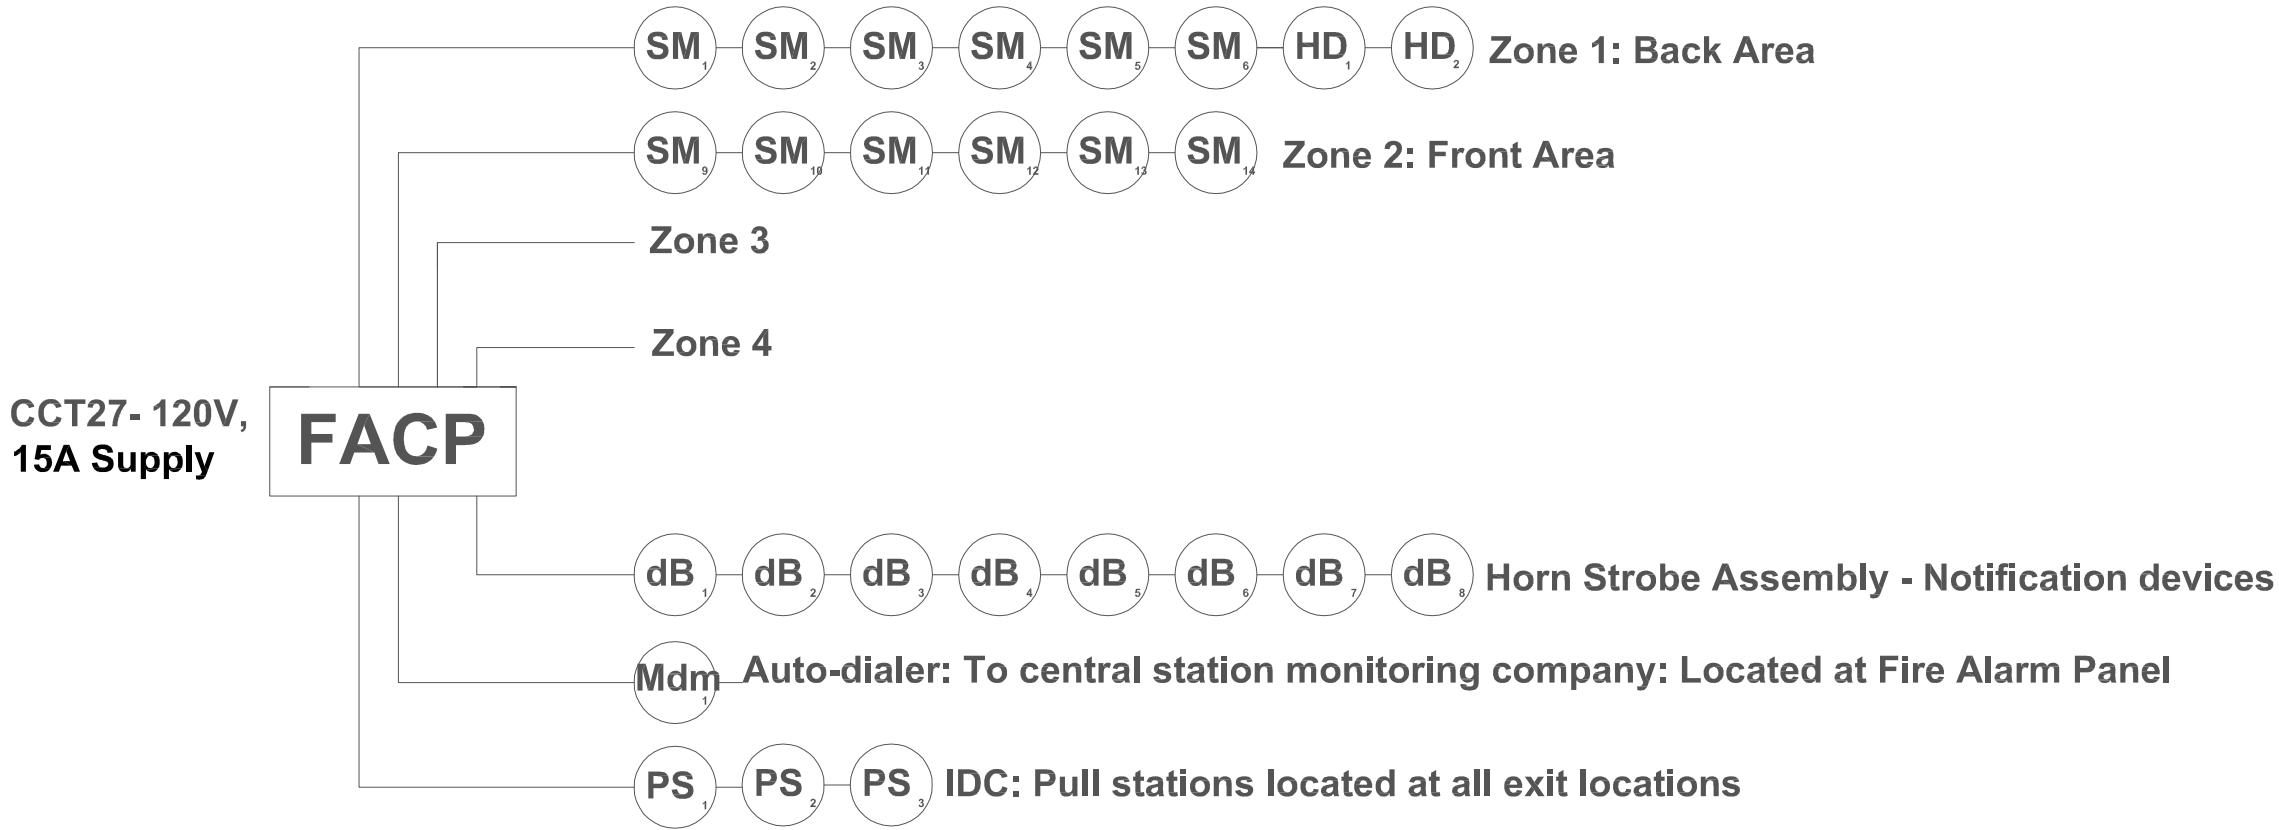 SM1 SM2 SM3 SM4 SM5 SM6 HD1 HD2 Zone 1: Back Area
SM9 SM10 SM11 SM12 SM13 SM14 Zone 2: Front Area
Zone 3
Zone 4
CCT27- 120V,
15A Supply
FACP
dB1 dB2 dB3 dB4 dB5 dB6 dB7 dB8 Horn Strobe Assembly - Notification devices
Mdm1 Auto-dialer: To central station monitoring company: Located at Fire Alarm Panel
PS1 PS2 PS3 IDC: Pull stations located at all exit locations